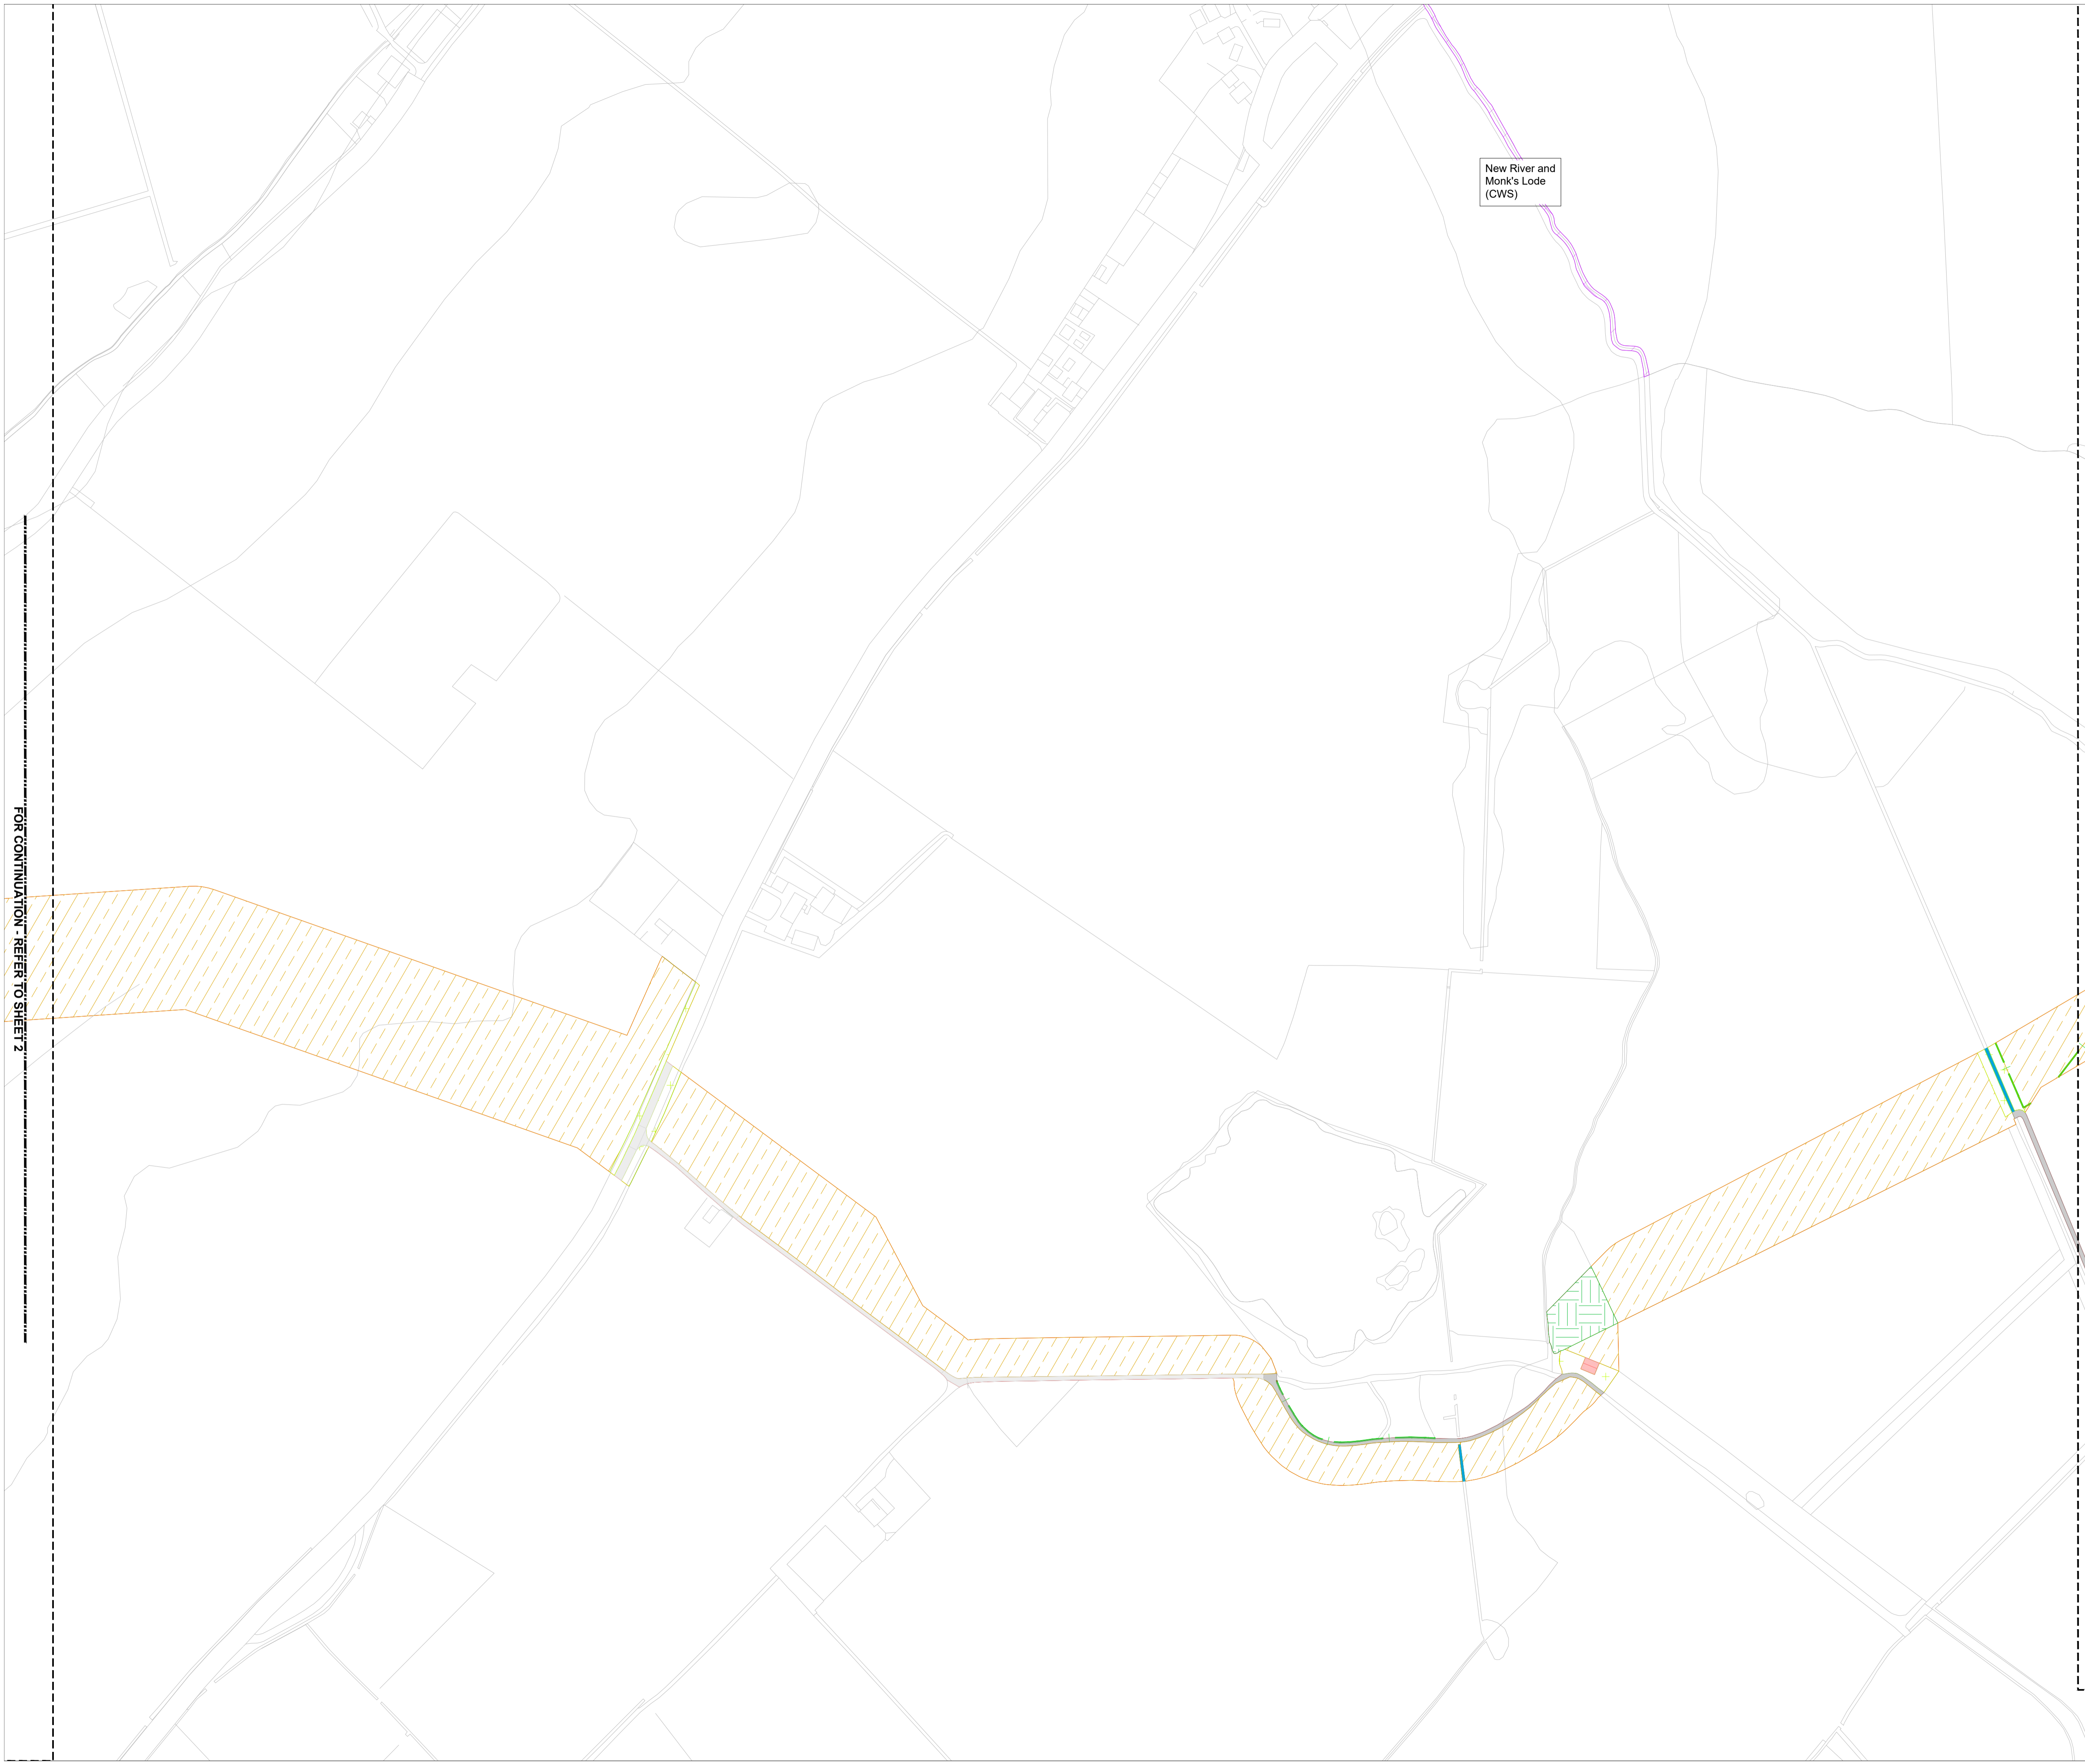 New River and
Monk's Lode
(CWS)
FOR CONTINUATION - REFER TO SHEET 2